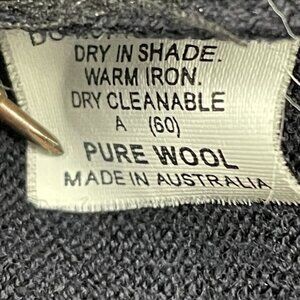 DRY IN SHADE.
WARM IRON.
DRY CLEANABLE
A (60)
PURE WOOL
MADE IN AUSTRALIA